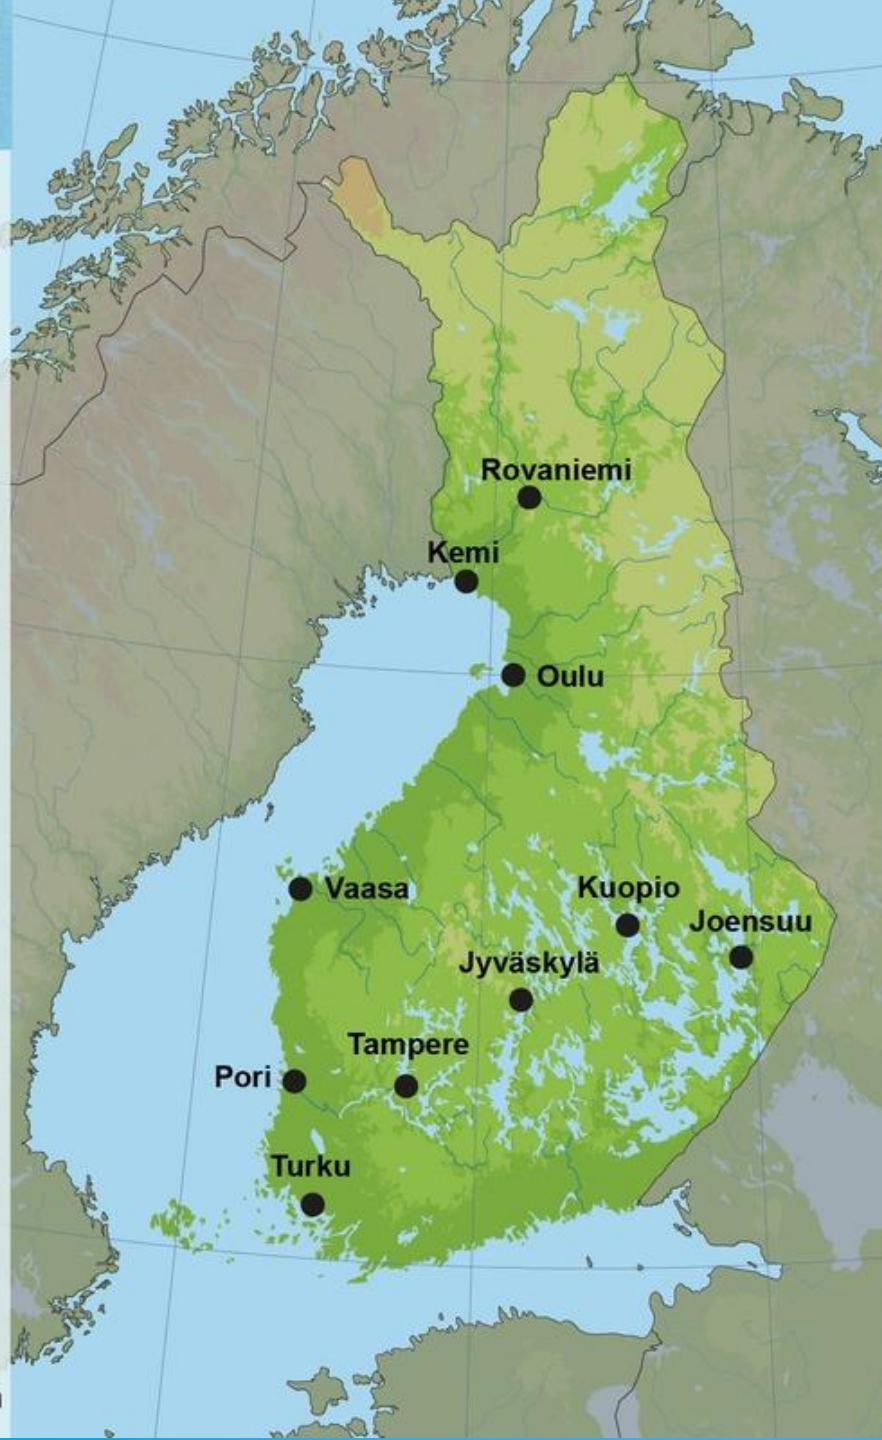 Rovaniemi
Kemi
Oulu
Vaasa
Kuopio
Joensuu
Jyväskylä
Tampere
Pori
Turku